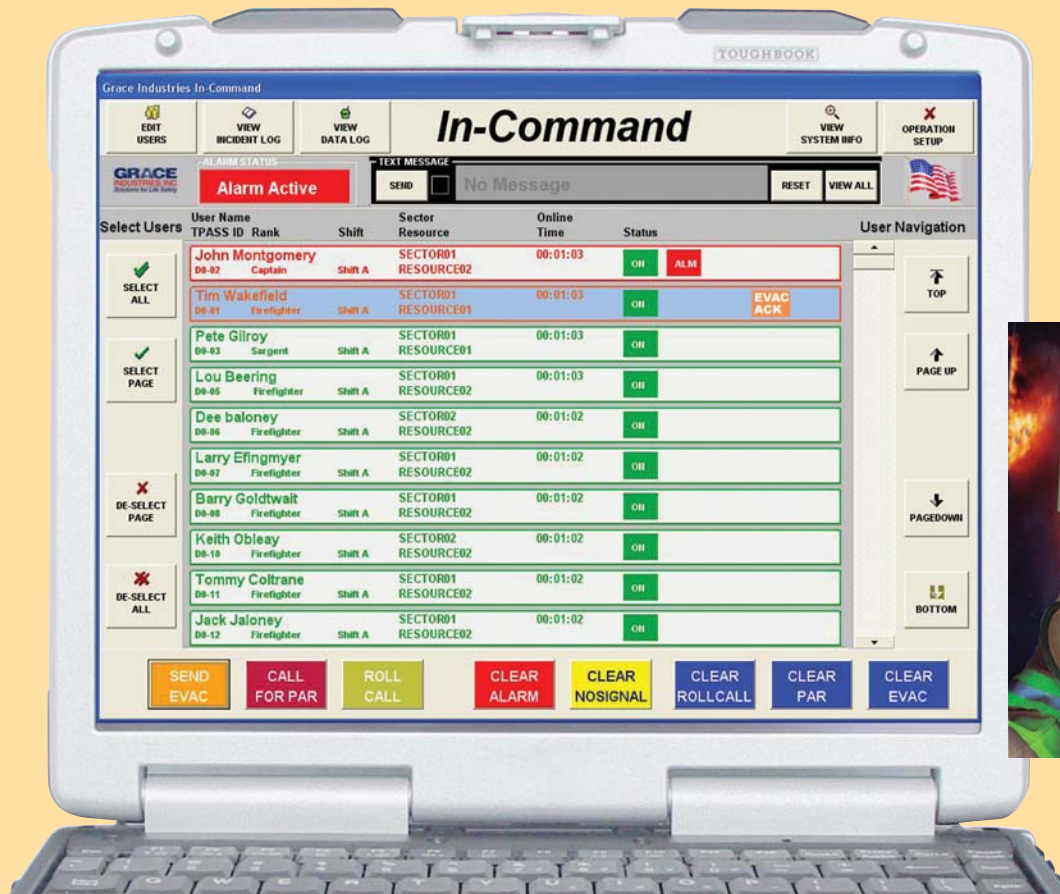 TOUGHBOOK
Grace Industries In-Command
EDIT USERS
VIEW INCIDENT LOG
VIEW DATA LOG
In-Command
VIEW SYSTEM INFO
OPERATION SETUP
GRACE INDUSTRIES INC.
Solutions for Life Safety
ALARM STATUS
Alarm Active
TEXT MESSAGE
SEND
No Message
RESET
VIEW ALL
Select Users
User Name
Sector
Online
User Navigation
TPASS ID Rank Shift Resource Time Status
John Montgomery SECTOR01 00:01:03 ON ALM
D0-02 Captain Shift A RESOURCE02
Tim Wakefield SECTOR01 00:01:03 ON EVAC ACK
D0-01 Firefighter Shift A RESOURCE01
Pete Gilroy SECTOR01 00:01:03 ON
D0-03 Sargent Shift A RESOURCE01
Lou Beering SECTOR01 00:01:03 ON
D0-05 Firefighter Shift A RESOURCE02
Dee baloney SECTOR02 00:01:02 ON
D0-06 Firefighter Shift A RESOURCE02
Larry Efingmyer SECTOR01 00:01:02 ON
D0-07 Firefighter Shift A RESOURCE02
Barry Goldtwait SECTOR01 00:01:02 ON
D0-08 Firefighter Shift A RESOURCE02
Keith Obleay SECTOR02 00:01:02 ON
D0-10 Firefighter Shift A RESOURCE02
Tommy Coltrane SECTOR01 00:01:02 ON
D0-11 Firefighter Shift A RESOURCE02
Jack Jaloney SECTOR01 00:01:02 ON
D0-12 Firefighter Shift A RESOURCE02
SELECT ALL
SELECT PAGE
DE-SELECT PAGE
DE-SELECT ALL
TOP
PAGE UP
PAGEDOWN
BOTTOM
SEND EVAC
CALL FOR PAR
ROLL CALL
CLEAR ALARM
CLEAR NOSIGNAL
CLEAR ROLLCALL
CLEAR PAR
CLEAR EVAC